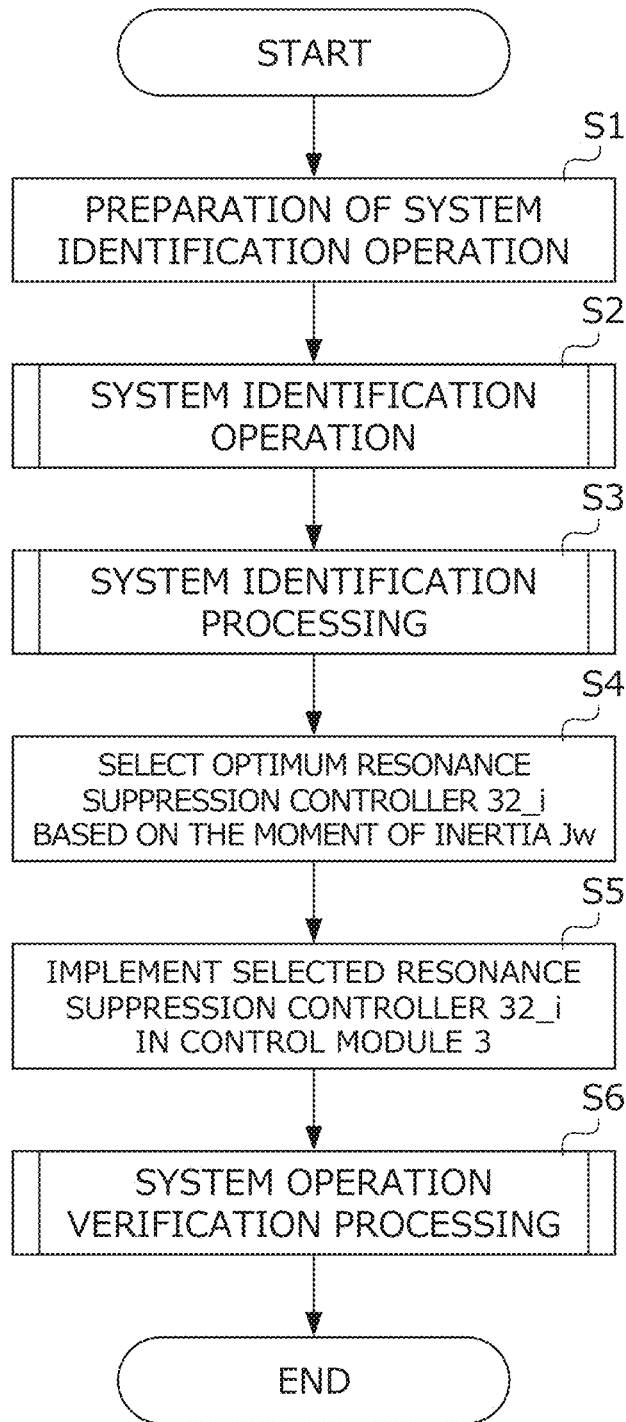 START
S1
PREPARATION OF SYSTEM
IDENTIFICATION OPERATION
S2
SYSTEM IDENTIFICATION
OPERATION
S3
SYSTEM IDENTIFICATION
PROCESSING
S4
SELECT OPTIMUM RESONANCE
SUPPRESSION CONTROLLER 32_i
BASED ON THE MOMENT OF INERTIA Jw
S5
IMPLEMENT SELECTED RESONANCE
SUPPRESSION CONTROLLER 32_i
IN CONTROL MODULE 3
S6
SYSTEM OPERATION
VERIFICATION PROCESSING
END